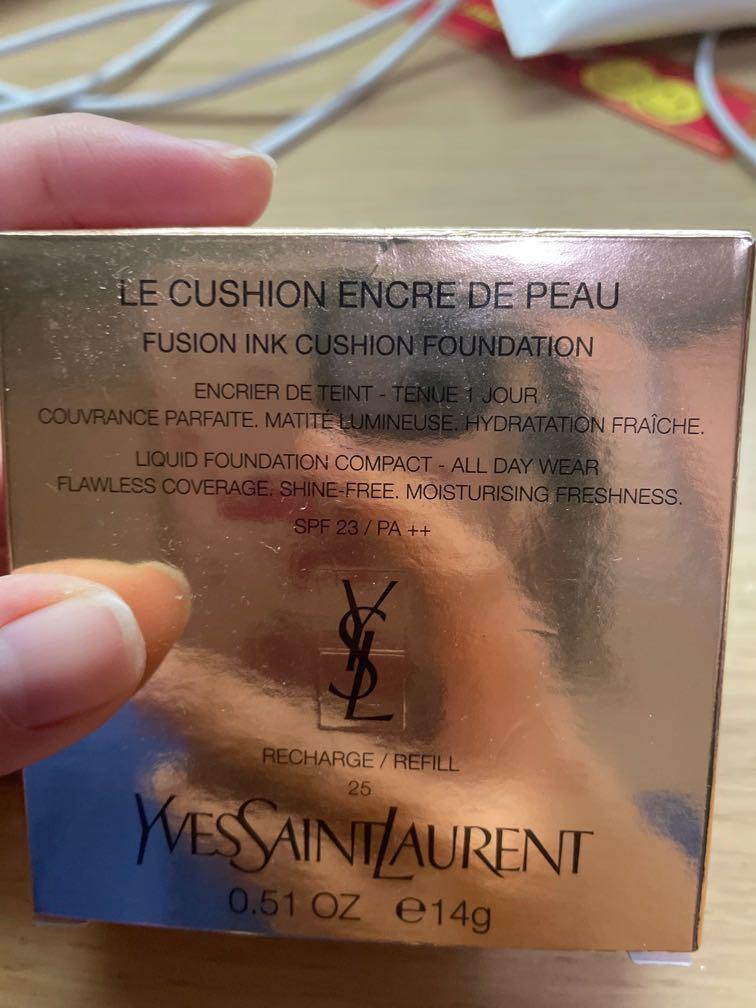 LE CUSHION ENCRE DE PEAU
FUSION INK CUSHION FOUNDATION
ENCRIER DE TEINT - TENUE 1 JOUR
COUVRANCE PARFAITE. MATITÉ LUMINEUSE. HYDRATATION FRAÎCHE.
LIQUID FOUNDATION COMPACT - ALL DAY WEAR
FLAWLESS COVERAGE. SHINE-FREE. MOISTURISING FRESHNESS.
SPF 23 / PA ++
YSL
RECHARGE / REFILL
25
YVESSAINTLAURENT
0.51 OZ ℮14g